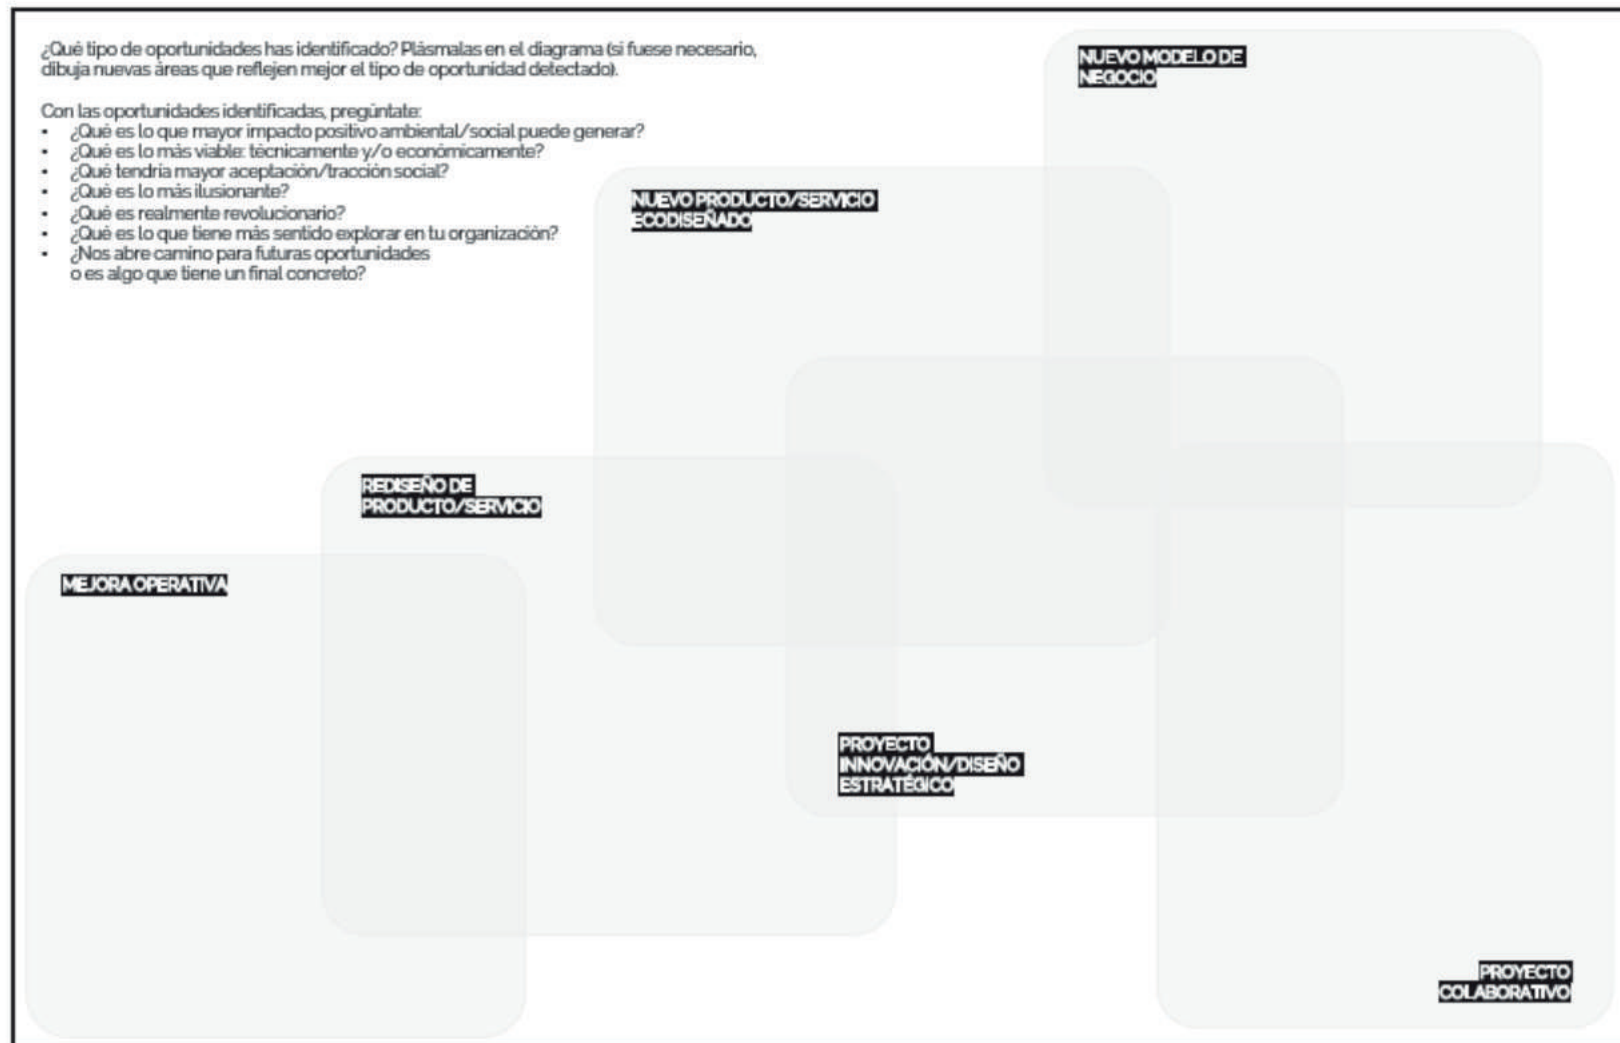 ¿Qué tipo de oportunidades has identificado? Plásmalas en el diagrama (si fuese necesario,
dibuja nuevas áreas que reflejen mejor el tipo de oportunidad detectado).
Con las oportunidades identificadas, pregúntate:
• ¿Qué es lo que mayor impacto positivo ambiental/social puede generar?
• ¿Qué es lo más viable: técnicamente y/o económicamente?
• ¿Qué tendría mayor aceptación/tracción social?
• ¿Qué es lo más ilusionante?
• ¿Qué es realmente revolucionario?
• ¿Qué es lo que tiene más sentido explorar en tu organización?
• ¿Nos abre camino para futuras oportunidades
o es algo que tiene un final concreto?
NUEVO MODELO DE
NEGOCIO
NUEVO PRODUCTO/SERVICIO
ECODISEÑADO
REDISEÑO DE
PRODUCTO/SERVICIO
MEJORA OPERATIVA
PROYECTO
INNOVACIÓN/DISEÑO
ESTRATÉGICO
PROYECTO
COLABORATIVO